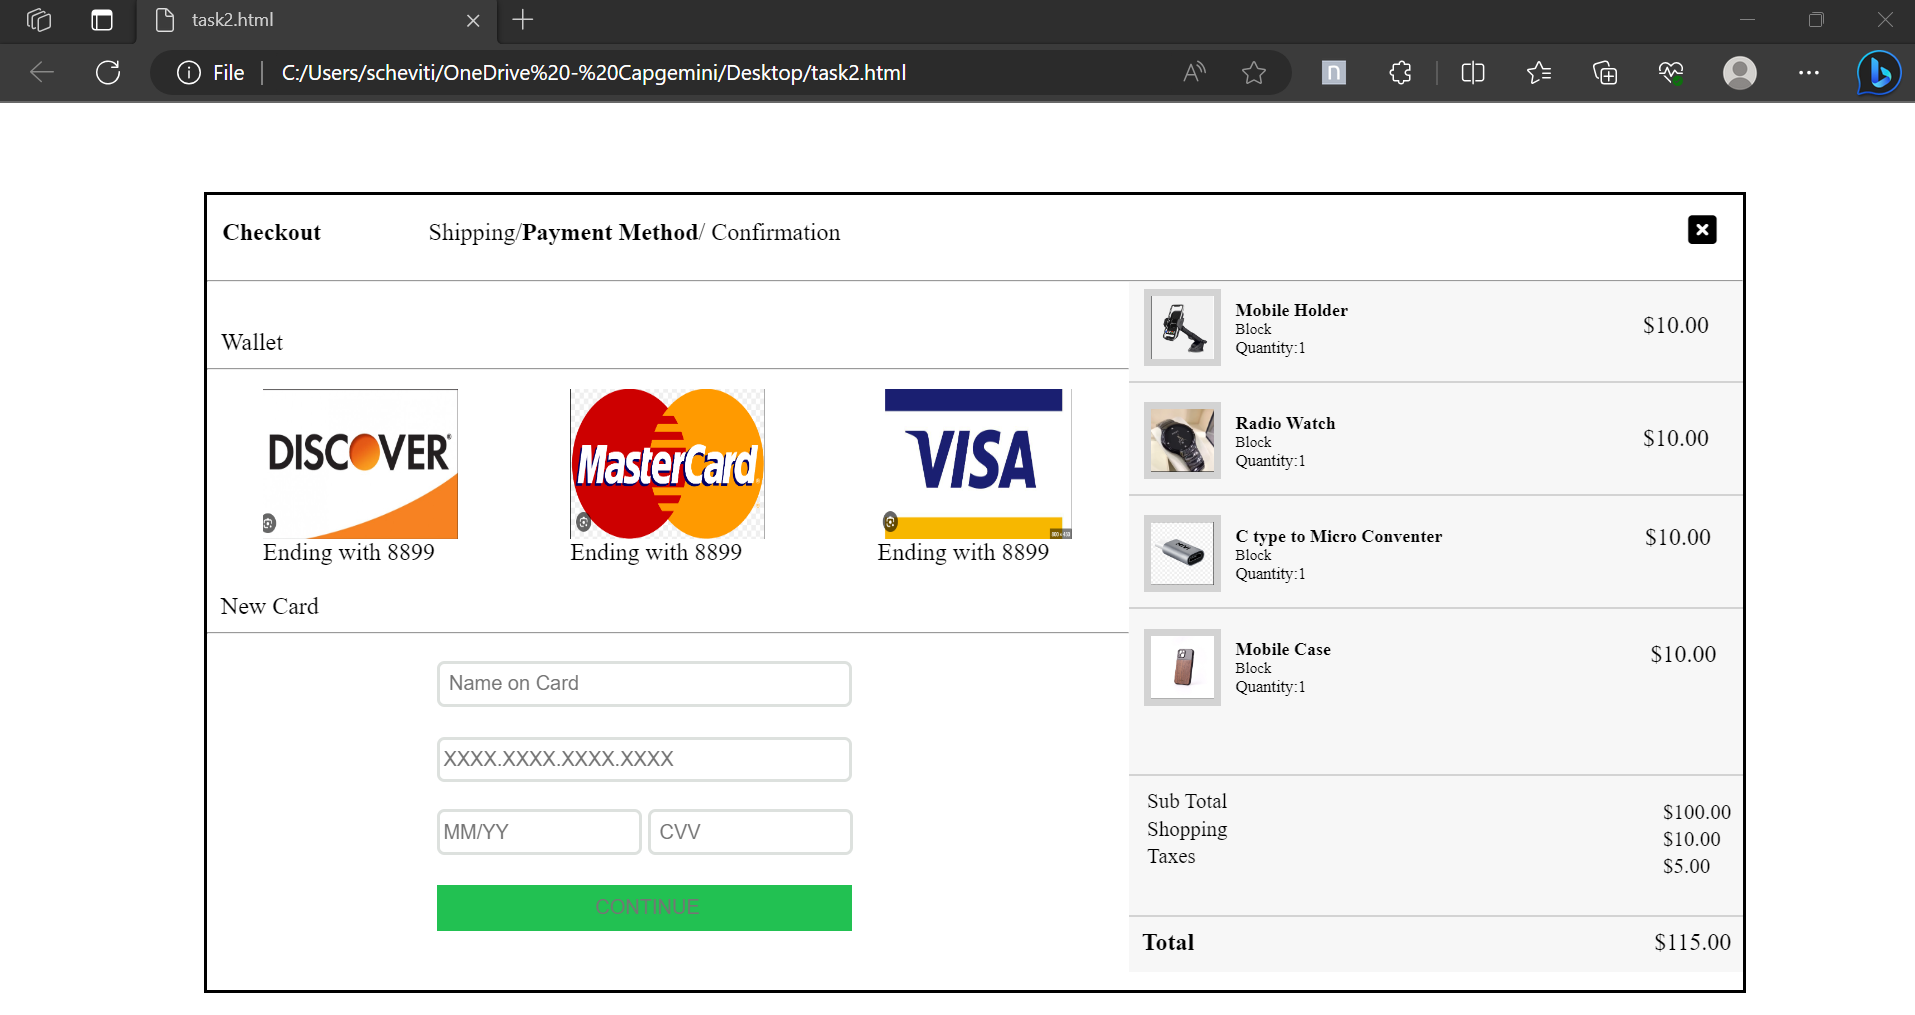 task2.html
File
C:/Users/scheviti/OneDrive%20-%20Capgemini/Desktop/task2.html
Checkout
Shipping/Payment Method/ Confirmation
Wallet
DISCOVER
MasterCard
VISA
Ending with 8899
Ending with 8899
Ending with 8899
New Card
Name on Card
XXXX.XXXX.XXXX.XXXX
MM/YY
CVV
CONTINUE
Mobile Holder
Block
Quantity:1
$10.00
Radio Watch
Block
Quantity:1
$10.00
C type to Micro Conventer
Block
Quantity:1
$10.00
Mobile Case
Block
Quantity:1
$10.00
Sub Total
$100.00
Shopping
$10.00
Taxes
$5.00
Total
$115.00